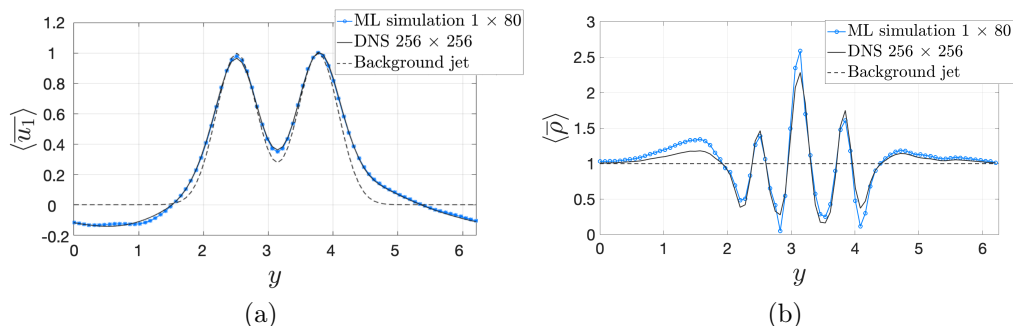 1.2
1
0.8
0.6
0.4
0.2
0
-0.2
⟨u̅₁⟩
0 1 2 3 4 5 6
y
ML simulation 1 × 80
DNS 256 × 256
Background jet
(a)
3
2.5
2
1.5
1
0.5
0
⟨ρ̅⟩
0 1 2 3 4 5 6
y
ML simulation 1 × 80
DNS 256 × 256
Background jet
(b)